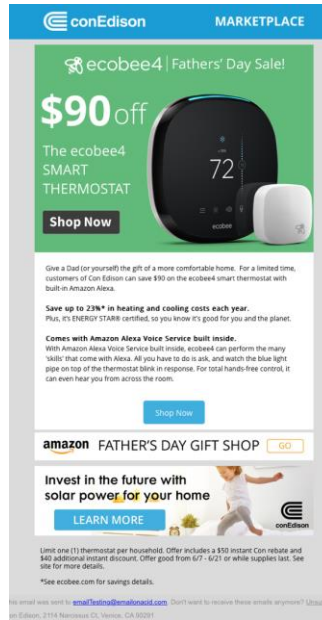 conEdison MARKETPLACE
ecobee4 | Fathers' Day Sale!
$90 off
The ecobee4
SMART
THERMOSTAT
Shop Now
72
ecobee
Give a Dad (or yourself) the gift of a more comfortable home. For a limited time,
customers of Con Edison can save $90 on the ecobee4 smart thermostat with
built-in Amazon Alexa.
Save up to 23%* in heating and cooling costs each year.
Plus, it's ENERGY STAR® certified, so you know it's good for you and the planet.
Comes with Amazon Alexa Voice Service built inside.
With Amazon Alexa Voice Service built inside, ecobee4 can perform the many
'skills' that come with Alexa. All you have to do is ask, and watch the blue light
pipe on top of the thermostat blink in response. For total hands-free control, it
can even hear you from across the room.
Shop Now
amazon FATHER'S DAY GIFT SHOP GO
Invest in the future with
solar power for your home
LEARN MORE
conEdison
Limit one (1) thermostat per household. Offer includes a $50 instant Con rebate and
$40 additional instant discount. Offer good from 6/7 - 6/21 or while supplies last. See
site for more details.
*See ecobee.com for savings details.
his email was sent to emailTesting@emailonacid.com. Don't want to receive these emails anymore? Unsu
on Edison, 2114 Narcissus Ct, Venice, CA 90291